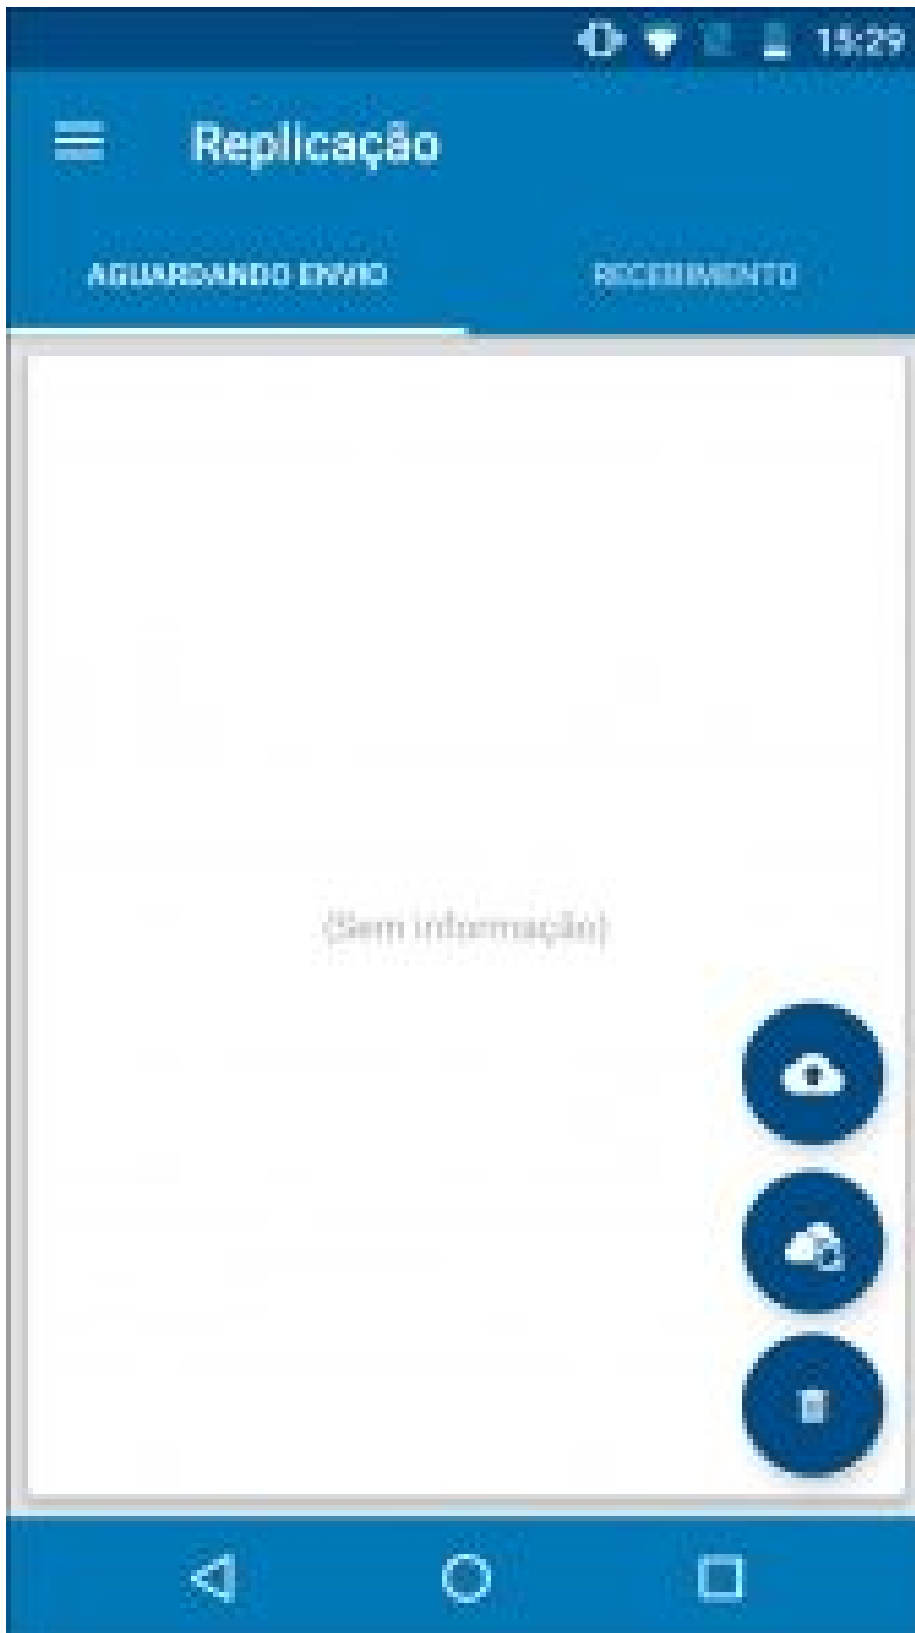 15:29
Replicação
AGUARDANDO ENVIO
RECEBIMENTO
(Sem informação)